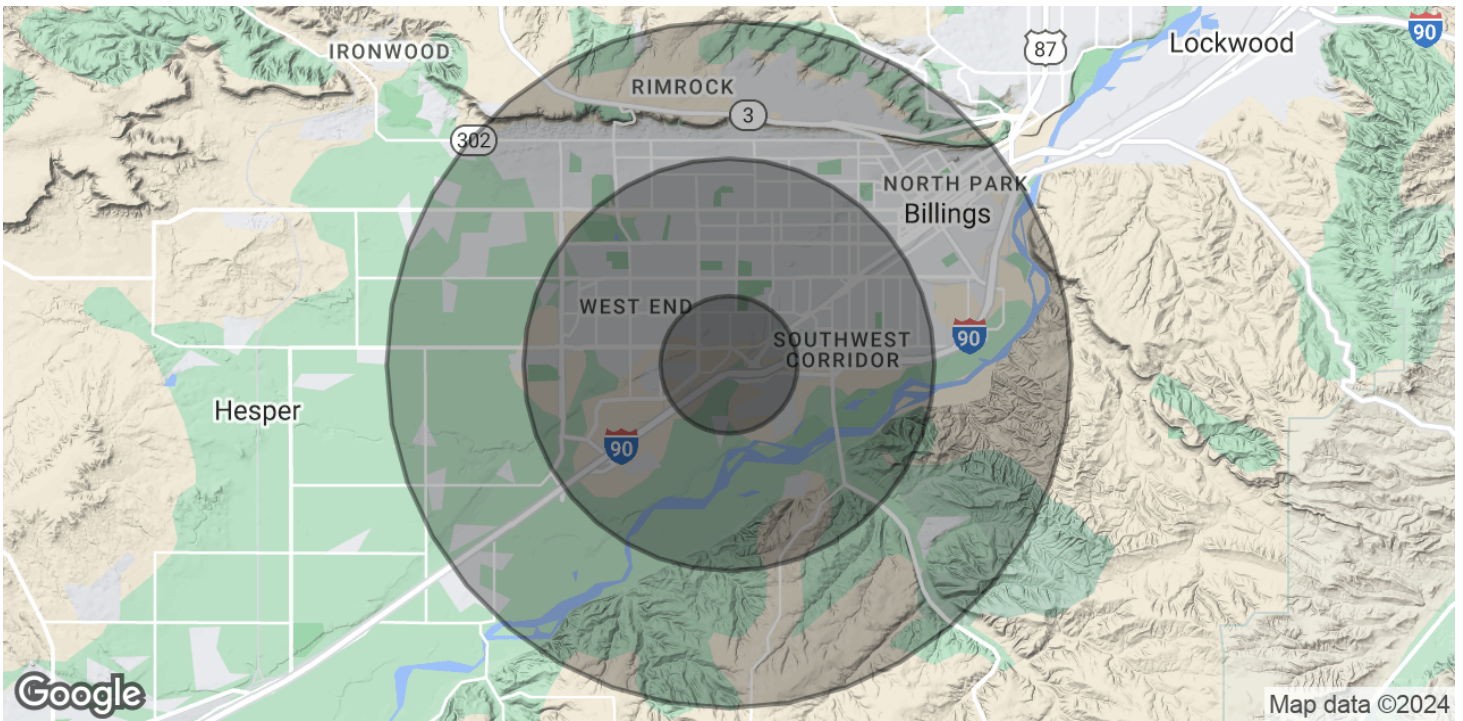 IRONWOOD
87
Lockwood
90
RIMROCK
3
302
NORTH PARK
Billings
WEST END
SOUTHWEST
CORRIDOR
90
Hesper
90
Google
Map data ©2024